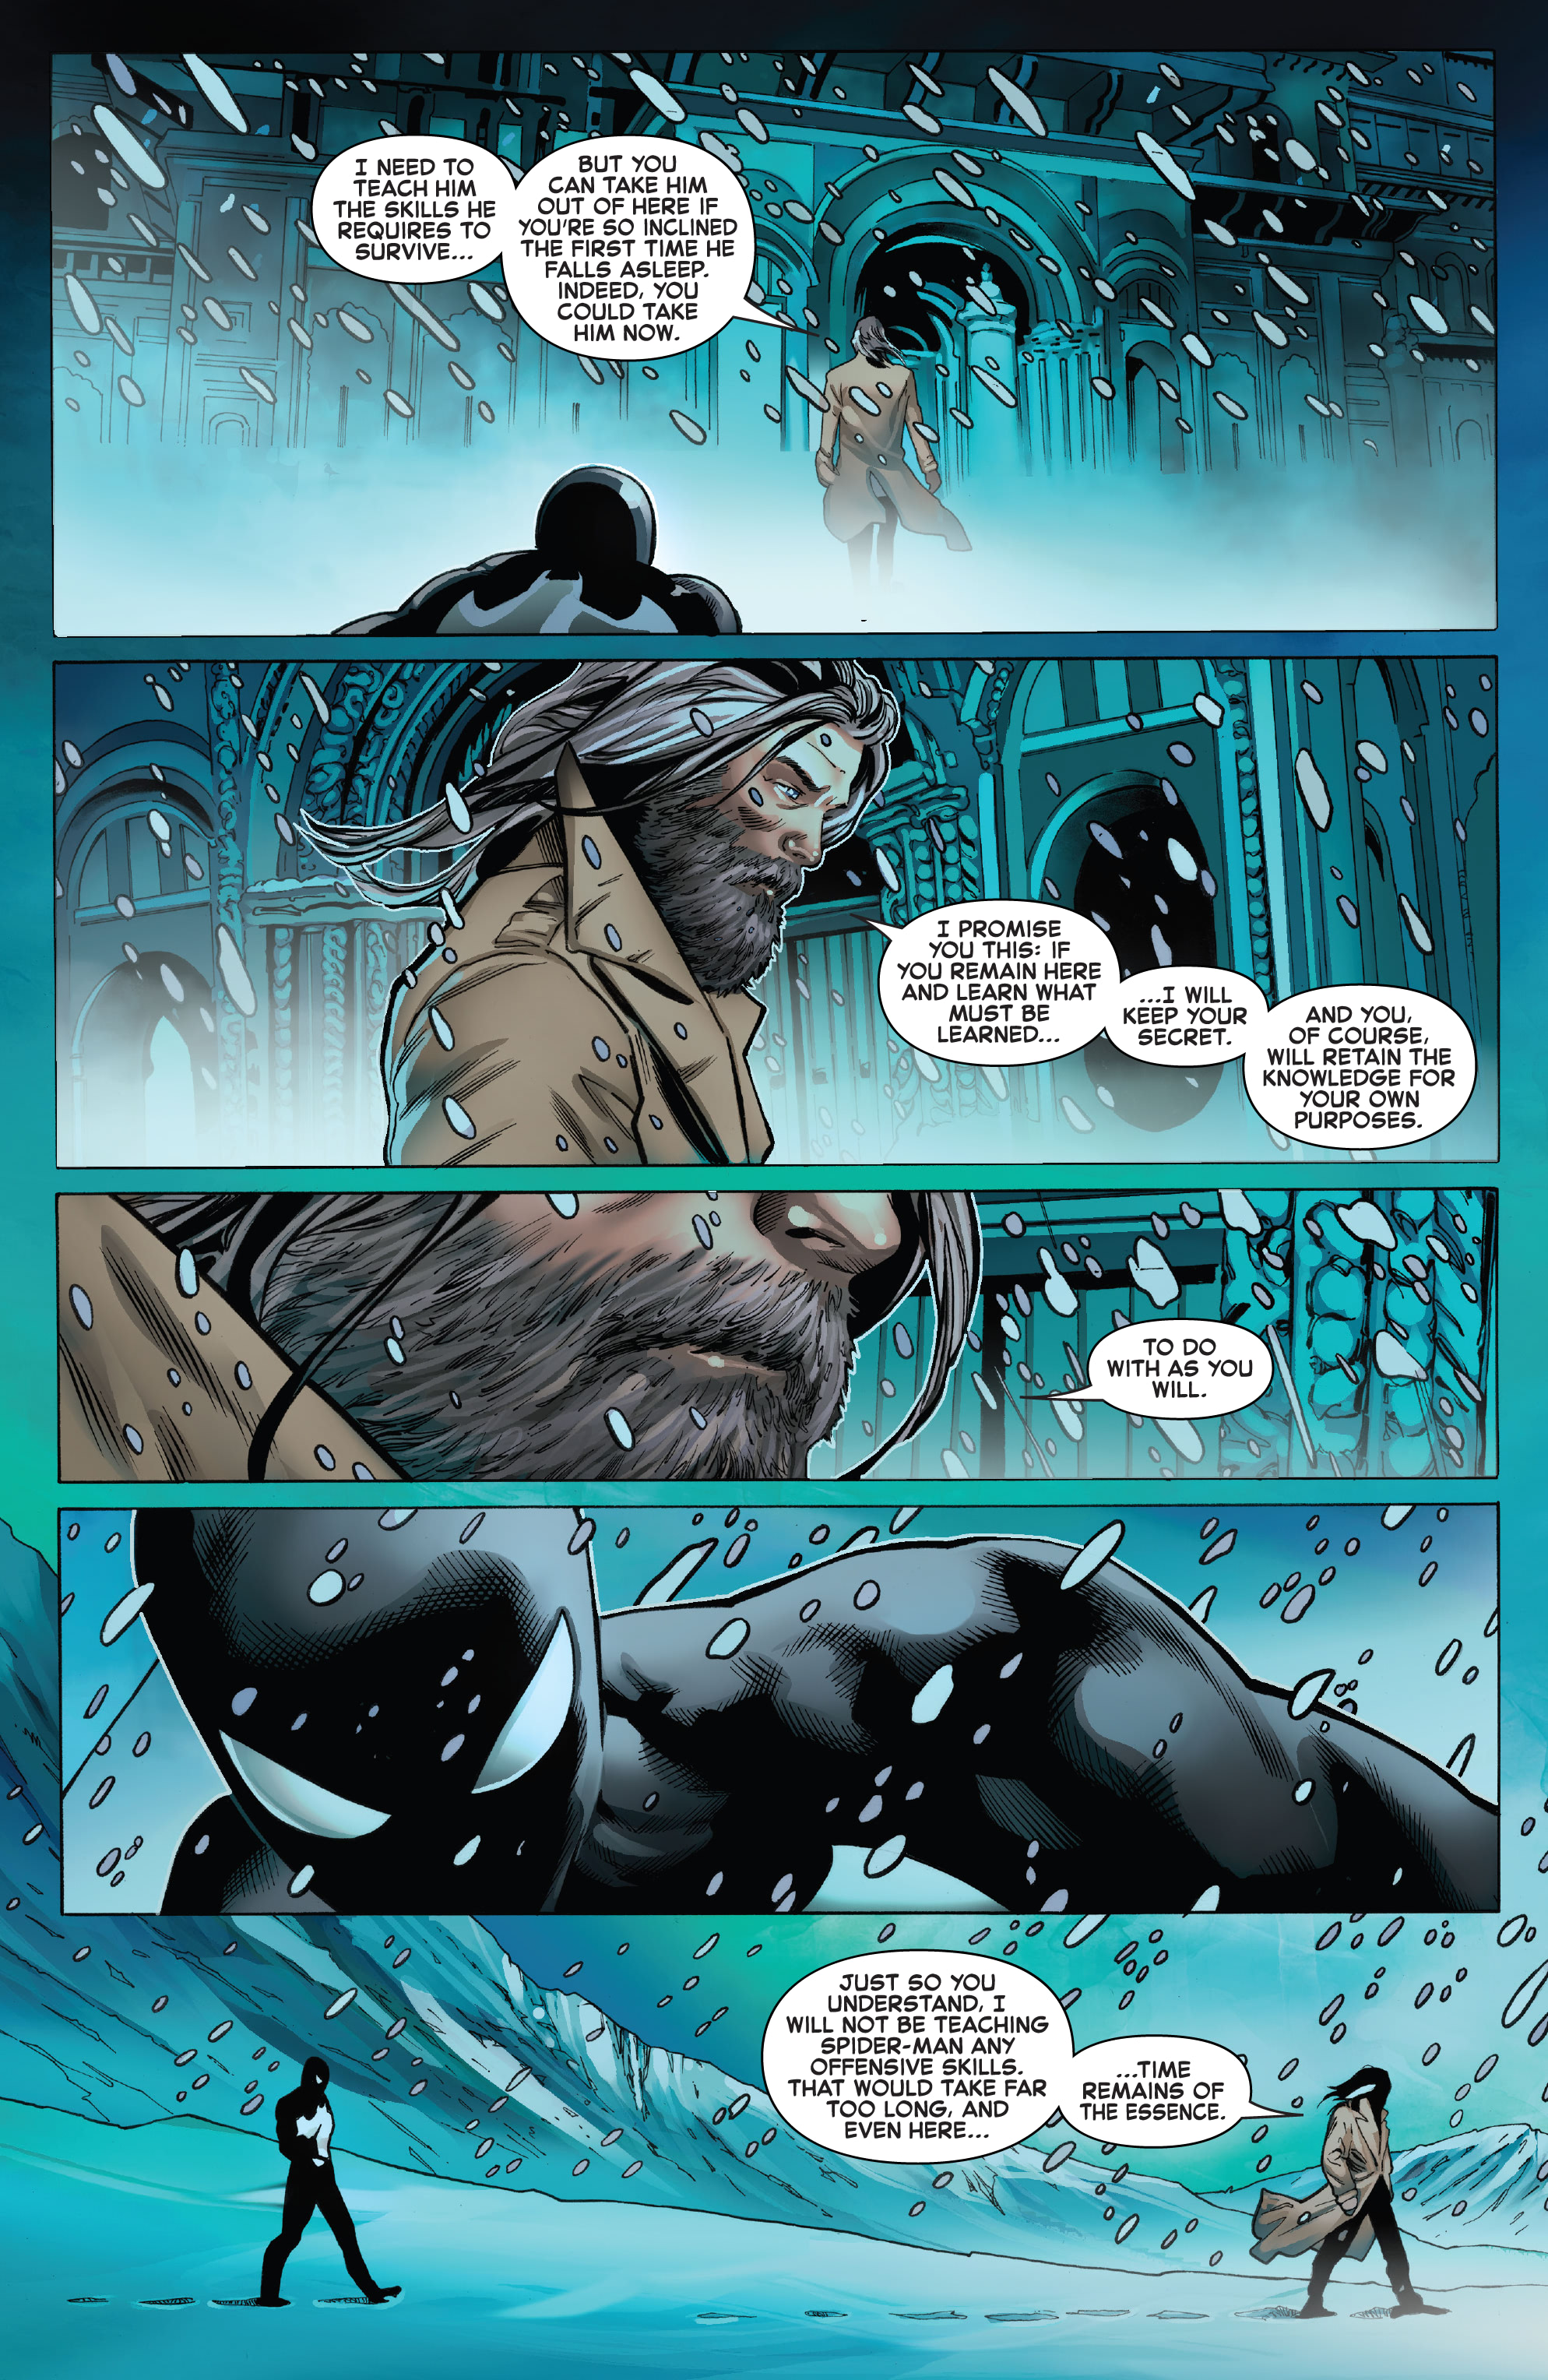 I NEED TO
TEACH HIM
THE SKILLS HE
REQUIRES TO
SURVIVE...
BUT YOU
CAN TAKE HIM
OUT OF HERE IF
YOU'RE SO INCLINED
THE FIRST TIME HE
FALLS ASLEEP.
INDEED, YOU
COULD TAKE
HIM NOW.
I PROMISE
YOU THIS: IF
YOU REMAIN HERE
AND LEARN WHAT
MUST BE
LEARNED...
...I WILL
KEEP YOUR
SECRET.
AND YOU,
OF COURSE,
WILL RETAIN THE
KNOWLEDGE FOR
YOUR OWN
PURPOSES.
TO DO
WITH AS YOU
WILL.
JUST SO YOU
UNDERSTAND, I
WILL NOT BE TEACHING
SPIDER-MAN ANY
OFFENSIVE SKILLS.
THAT WOULD TAKE FAR
TOO LONG, AND
EVEN HERE...
...TIME
REMAINS OF
THE ESSENCE.